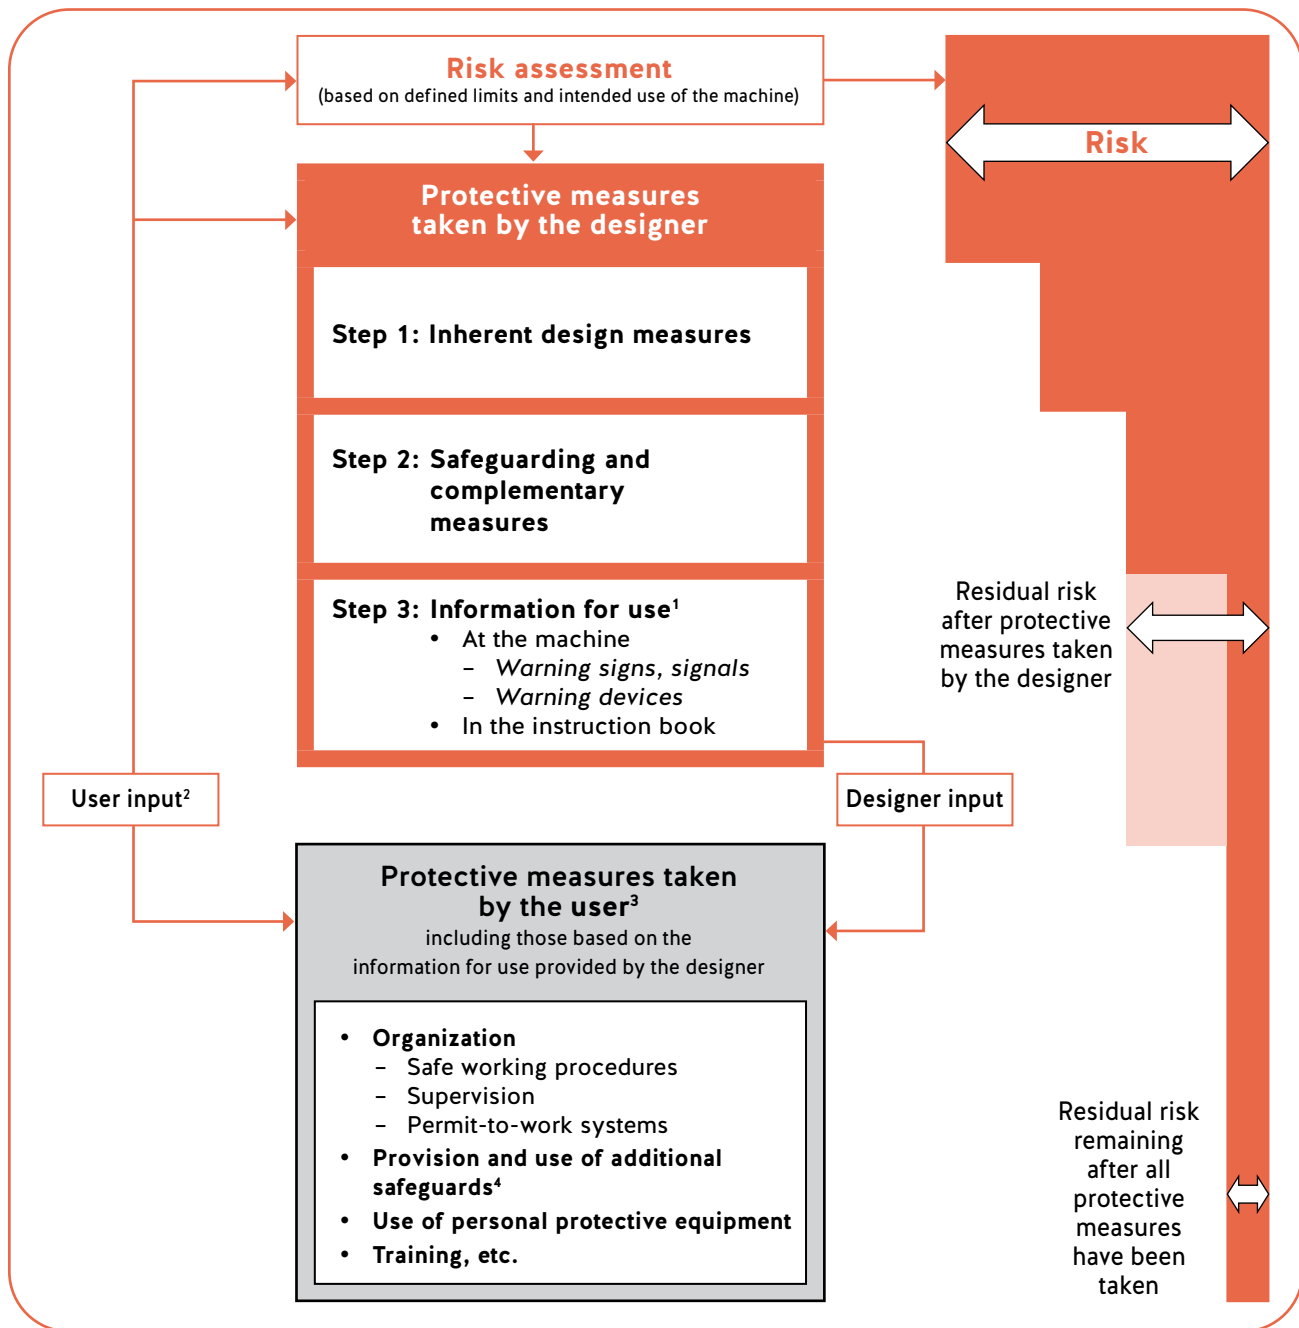 Risk assessment
(based on defined limits and intended use of the machine)
Risk
Protective measures
taken by the designer
Step 1: Inherent design measures
Step 2: Safeguarding and
complementary
measures
Step 3: Information for use¹
• At the machine
– Warning signs, signals
– Warning devices
• In the instruction book
Residual risk
after protective
measures taken
by the designer
User input²
Designer input
Protective measures taken
by the user³
including those based on the
information for use provided by the designer
• Organization
– Safe working procedures
– Supervision
– Permit-to-work systems
• Provision and use of additional
safeguards⁴
• Use of personal protective equipment
• Training, etc.
Residual risk
remaining
after all
protective
measures
have been
taken